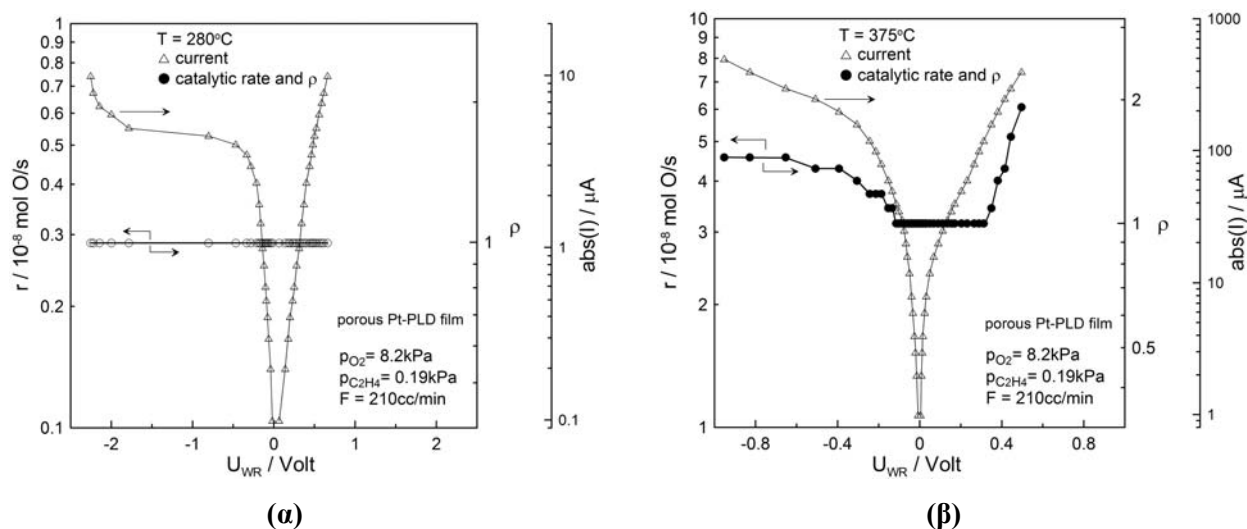 T = 280°C
current
catalytic rate and ρ
r / 10⁻⁸ mol O/s
1
0.9
0.8
0.7
0.6
0.5
0.4
0.3
0.2
0.1
1
ρ
10
1
0.1
abs(I) / µA
porous Pt-PLD film
p_O2 = 8.2kPa
p_C2H4 = 0.19kPa
F = 210cc/min
-2 -1 0 1 2
U_WR / Volt
(α)
T = 375°C
current
catalytic rate and ρ
r / 10⁻⁸ mol O/s
10
9
8
7
6
5
4
3
2
1
2
1
0.5
ρ
1000
100
10
1
abs(I) / µA
porous Pt-PLD film
p_O2 = 8.2kPa
p_C2H4 = 0.19kPa
F = 210cc/min
-0.8 -0.4 0 0.4 0.8
U_WR / Volt
(β)